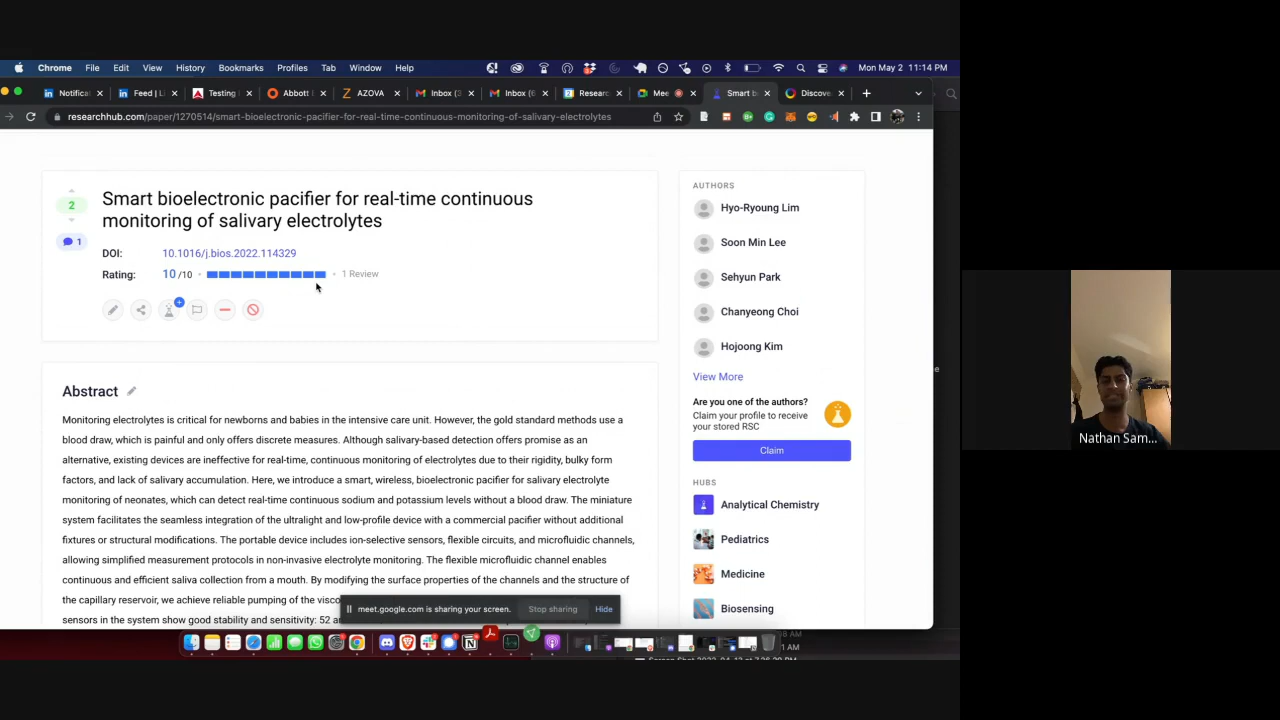 Chrome File Edit View History Bookmarks Profiles Tab Window Help Mon May 2 11:14 PM
Notifica Feed | Li Testing Abbott AZOVA Inbox (3 Inbox (6 Researc Mee Smart b Discove
researchhub.com/paper/1270514/smart-bioelectronic-pacifier-for-real-time-continuous-monitoring-of-salivary-electrolytes
2
Smart bioelectronic pacifier for real-time continuous
monitoring of salivary electrolytes
1
DOI: 10.1016/j.bios.2022.114329
Rating: 10 /10 • • 1 Review
Abstract
Monitoring electrolytes is critical for newborns and babies in the intensive care unit. However, the gold standard methods use a
blood draw, which is painful and only offers discrete measures. Although salivary-based detection offers promise as an
alternative, existing devices are ineffective for real-time, continuous monitoring of electrolytes due to their rigidity, bulky form
factors, and lack of salivary accumulation. Here, we introduce a smart, wireless, bioelectronic pacifier for salivary electrolyte
monitoring of neonates, which can detect real-time continuous sodium and potassium levels without a blood draw. The miniature
system facilitates the seamless integration of the ultralight and low-profile device with a commercial pacifier without additional
fixtures or structural modifications. The portable device includes ion-selective sensors, flexible circuits, and microfluidic channels,
allowing simplified measurement protocols in non-invasive electrolyte monitoring. The flexible microfluidic channel enables
continuous and efficient saliva collection from a mouth. By modifying the surface properties of the channels and the structure of
the capillary reservoir, we achieve reliable pumping of the visco
sensors in the system show good stability and sensitivity: 52 a
AUTHORS
Hyo-Ryoung Lim
Soon Min Lee
Sehyun Park
Chanyeong Choi
Hojoong Kim
View More
Are you one of the authors?
Claim your profile to receive
your stored RSC
Claim
HUBS
Analytical Chemistry
Pediatrics
Medicine
Biosensing
meet.google.com is sharing your screen. Stop sharing Hide
Nathan Sam...